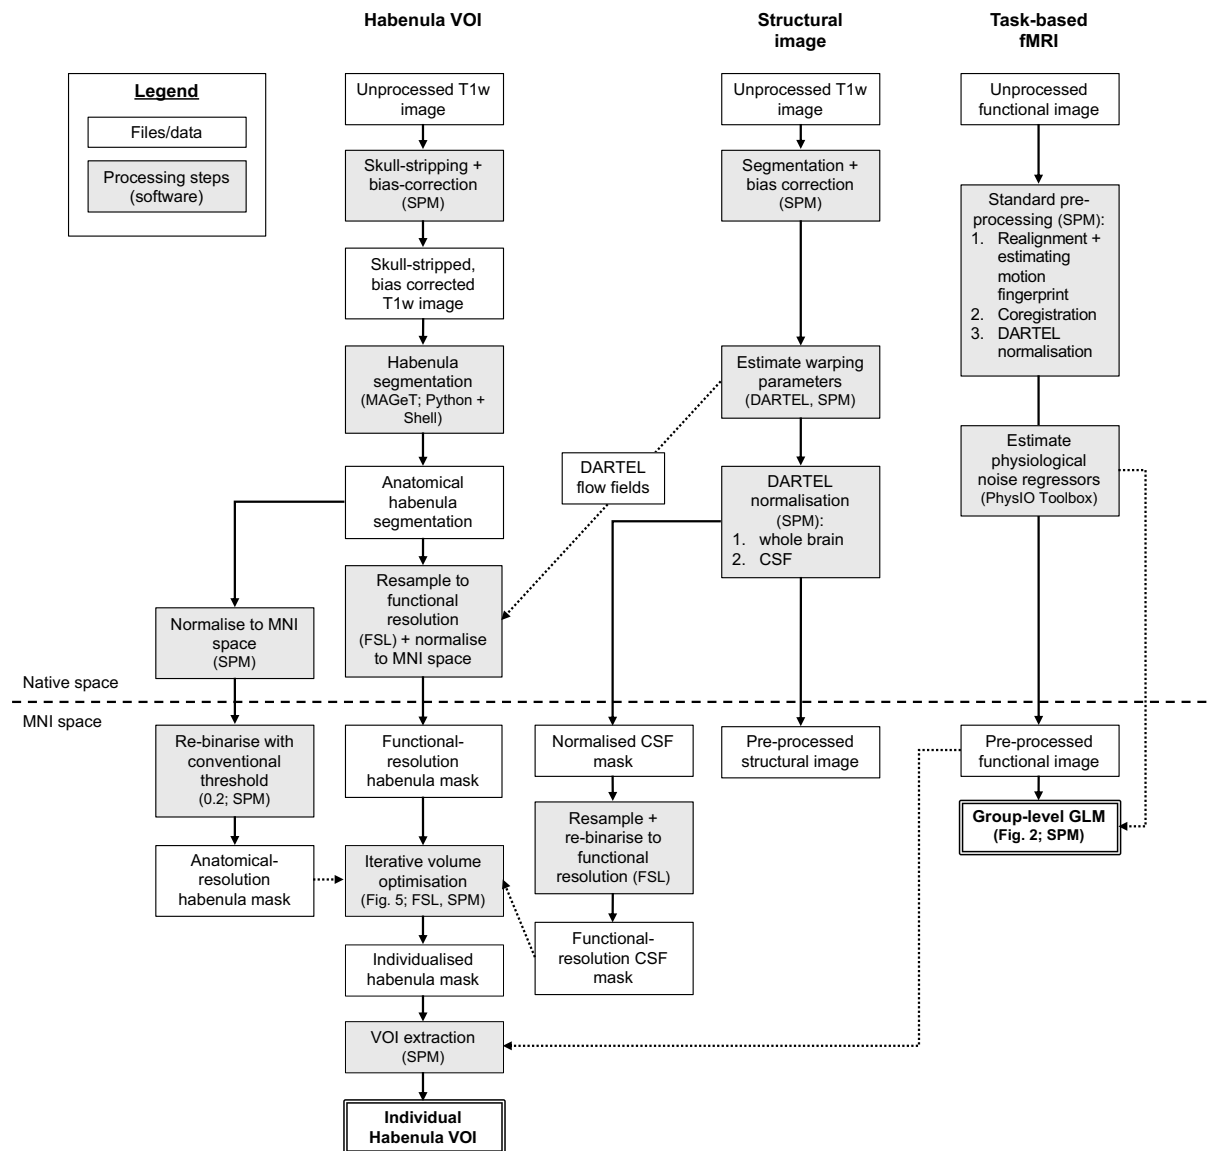 Habenula VOI
Structural
image
Task-based
fMRI
Legend
Files/data
Processing steps
(software)
Unprocessed T1w
image
Skull-stripping +
bias-correction
(SPM)
Skull-stripped,
bias corrected
T1w image
Habenula
segmentation
(MAGeT; Python +
Shell)
Anatomical
habenula
segmentation
Resample to
functional
resolution
(FSL) + normalise
to MNI space
Normalise to MNI
space
(SPM)
Unprocessed T1w
image
Segmentation +
bias correction
(SPM)
Estimate warping
parameters
(DARTEL, SPM)
DARTEL
flow fields
DARTEL
normalisation
(SPM):
1. whole brain
2. CSF
Unprocessed
functional image
Standard pre-
processing (SPM):
1. Realignment +
estimating
motion
fingerprint
2. Coregistration
3. DARTEL
normalisation
Estimate
physiological
noise regressors
(PhysIO Toolbox)
Native space
MNI space
Re-binarise with
conventional
threshold
(0.2; SPM)
Anatomical-
resolution
habenula mask
Functional-
resolution
habenula mask
Iterative volume
optimisation
(Fig. 5; FSL, SPM)
Individualised
habenula mask
VOI extraction
(SPM)
Individual
Habenula VOI
Normalised CSF
mask
Resample +
re-binarise to
functional
resolution (FSL)
Functional-
resolution CSF
mask
Pre-processed
structural image
Pre-processed
functional image
Group-level GLM
(Fig. 2; SPM)